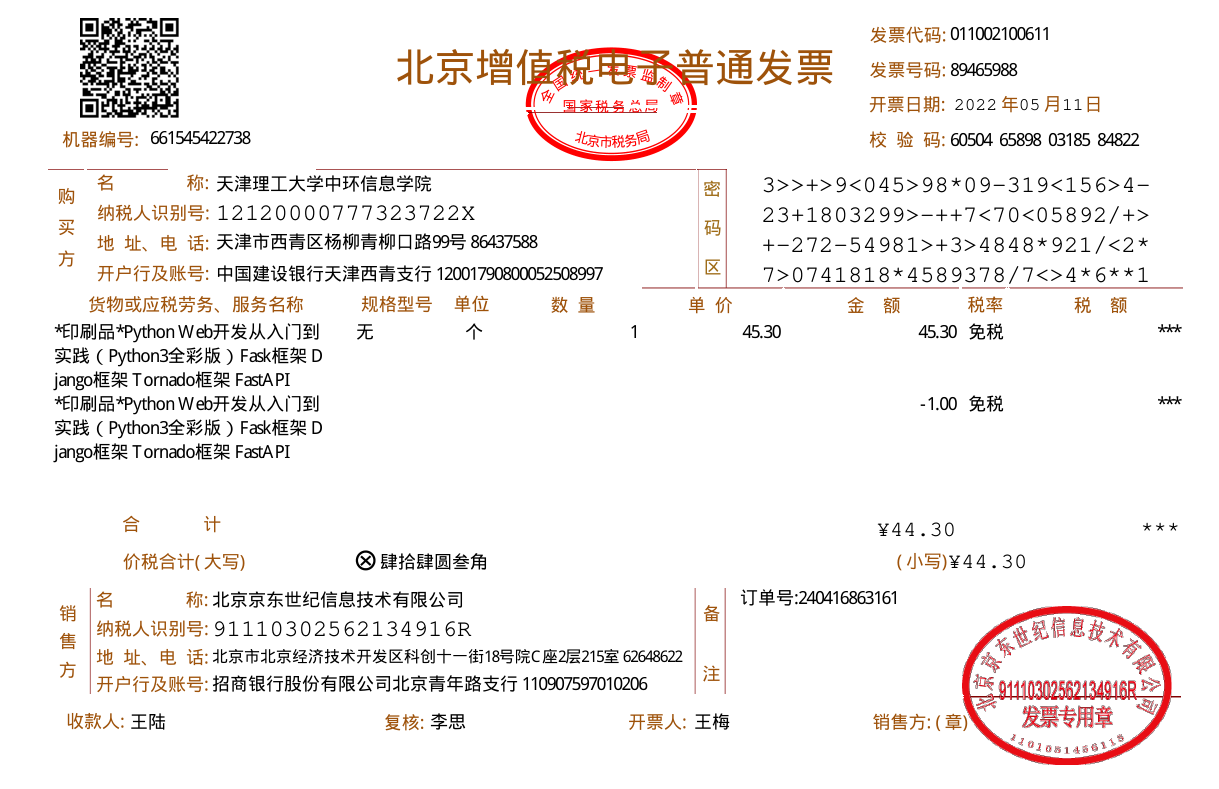 北京增值税电子普通发票
全国统一发票监制章
国家税务总局
北京市税务局
发票代码: 011002100611
发票号码: 89465988
开票日期: 2022 年05 月11日
校 验 码: 60504 65898 03185 84822
机器编号: 661545422738
购买方
名 称: 天津理工大学中环信息学院
纳税人识别号: 12120000777323722X
地 址、电 话: 天津市西青区杨柳青柳口路99号 86437588
开户行及账号: 中国建设银行天津西青支行 12001790800052508997
密码区
3>>+>9<045>98*09-319<156>4-
23+1803299>-++7<70<05892/+>
+-272-54981>+3>4848*921/<2*
7>0741818*4589378/7<>4*6**1
货物或应税劳务、服务名称 规格型号 单位 数 量 单 价 金 额 税率 税 额
*印刷品*Python Web开发从入门到 无 个 1 45.30 45.30 免税 ***
实践（Python3全彩版）Fask框架 D
jango框架 Tornado框架 FastAPI
*印刷品*Python Web开发从入门到 -1.00 免税 ***
实践（Python3全彩版）Fask框架 D
jango框架 Tornado框架 FastAPI
合 计 ¥44.30 ***
价税合计(大写) ⊗肆拾肆圆叁角 (小写)¥44.30
销售方
名 称: 北京京东世纪信息技术有限公司
纳税人识别号: 91110302562134916R
地 址、电 话: 北京市北京经济技术开发区科创十一街18号院C座2层215室 62648622
开户行及账号: 招商银行股份有限公司北京青年路支行 110907597010206
备注
订单号:240416863161
收款人: 王陆 复核: 李思 开票人: 王梅 销售方: (章)
北京京东世纪信息技术有限公司
91110302562134916R
发票专用章